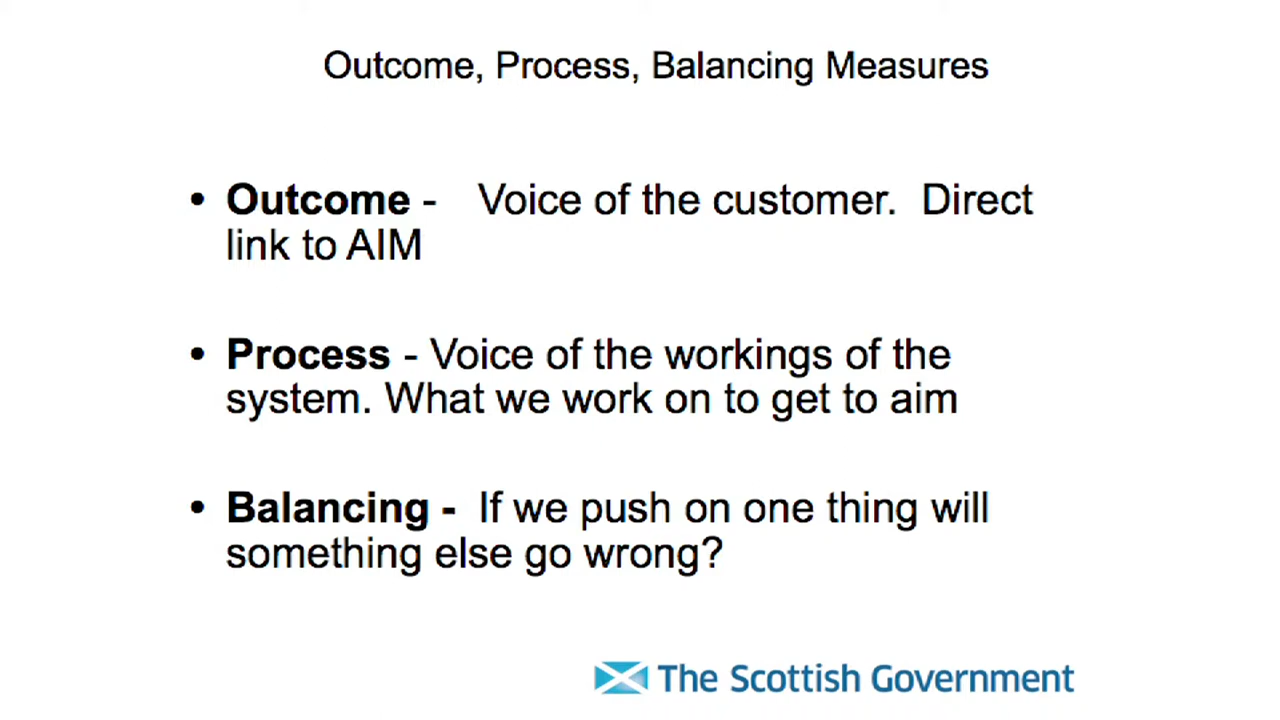 Outcome, Process, Balancing Measures
• Outcome - Voice of the customer. Direct
link to AIM
• Process - Voice of the workings of the
system. What we work on to get to aim
• Balancing - If we push on one thing will
something else go wrong?
The Scottish Government